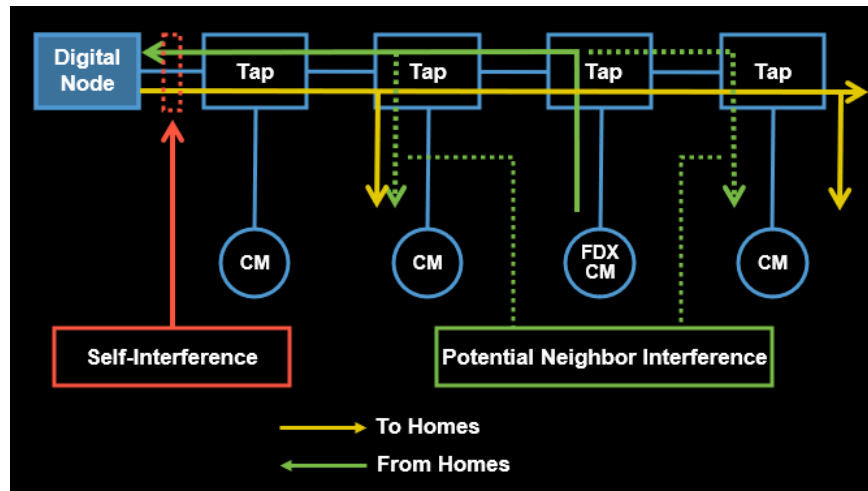 Digital
Node
Tap
Tap
Tap
Tap
CM
CM
FDX
CM
CM
Self-Interference
Potential Neighbor Interference
To Homes
From Homes